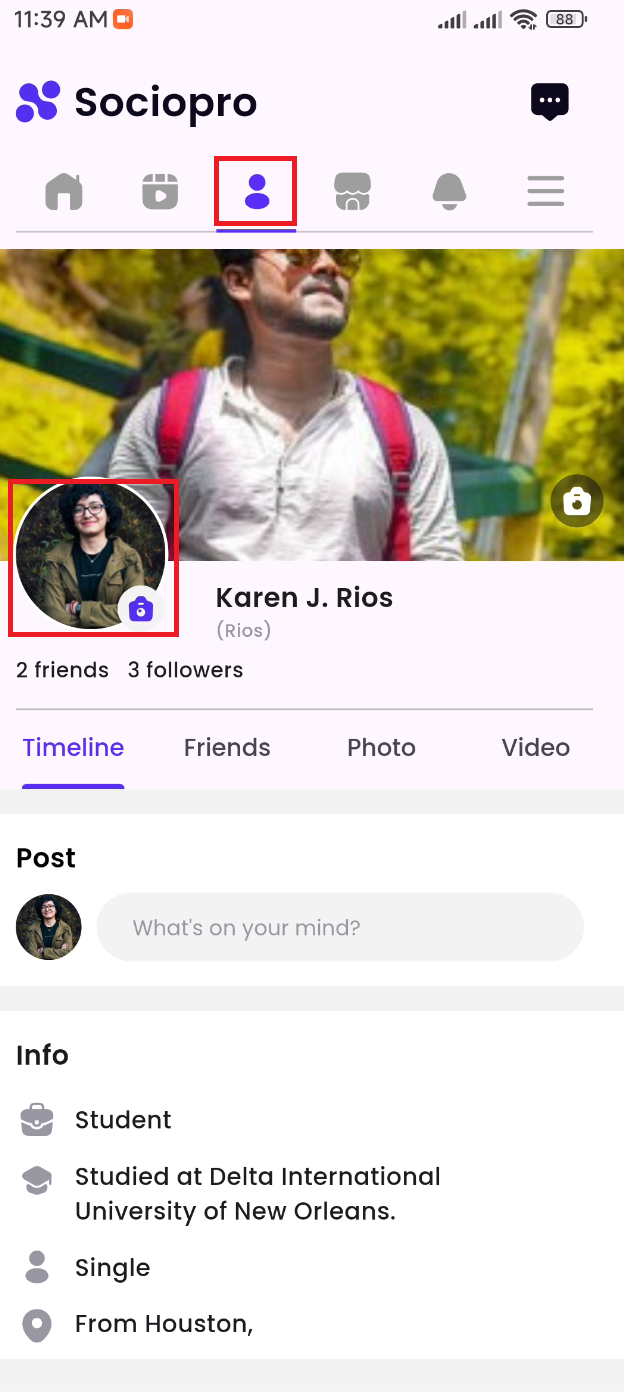 11:39 AM
88
Sociopro
Karen J. Rios
(Rios)
2 friends 3 followers
Timeline Friends Photo Video
Post
What's on your mind?
Info
Student
Studied at Delta International
University of New Orleans.
Single
From Houston,